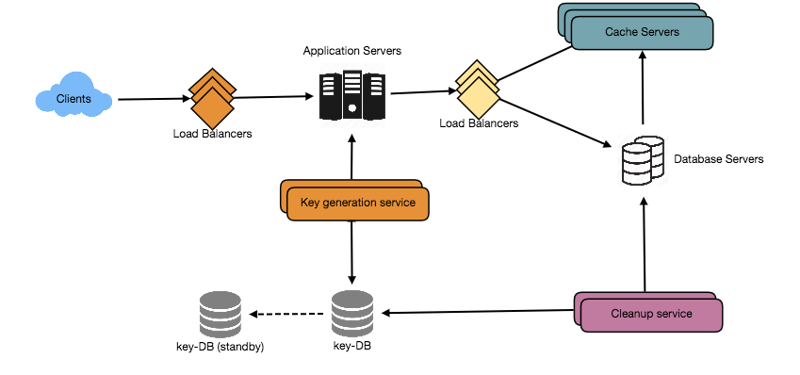 Cache Servers
Application Servers
Clients
Load Balancers
Load Balancers
Database Servers
Key generation service
Cleanup service
key-DB (standby)
key-DB